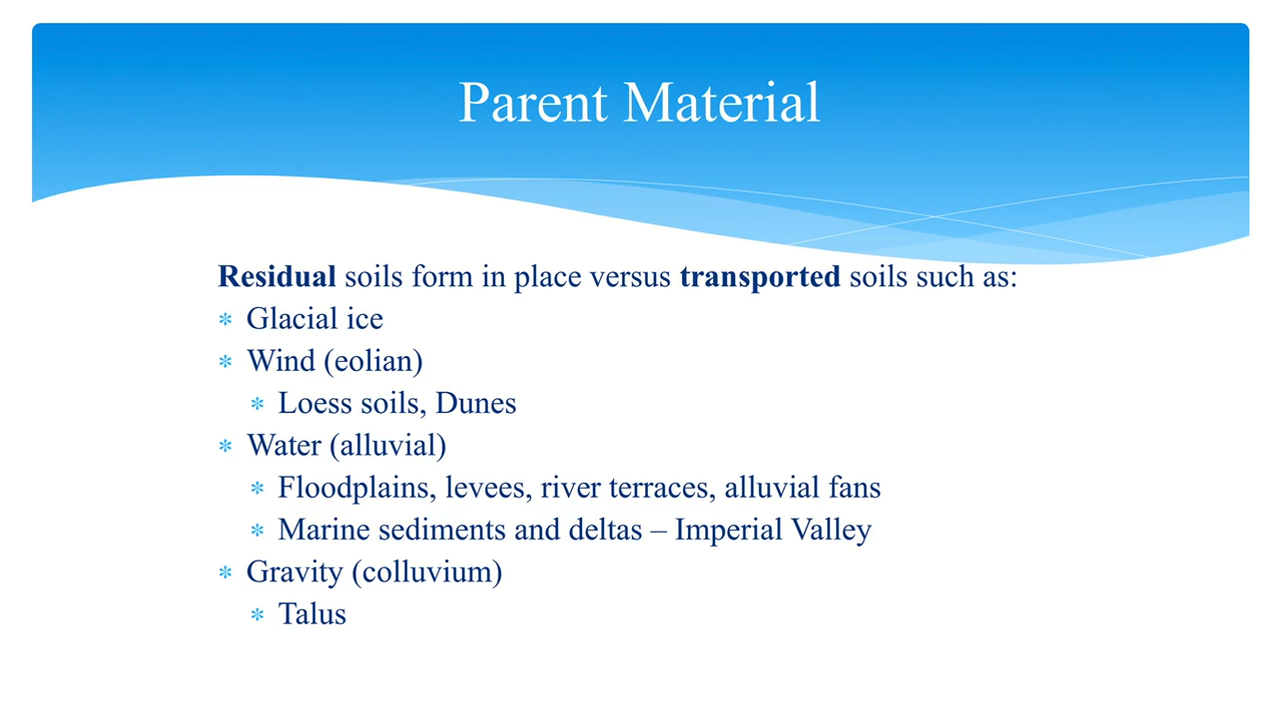 Parent Material
Residual soils form in place versus transported soils such as:
* Glacial ice
* Wind (eolian)
* Loess soils, Dunes
* Water (alluvial)
* Floodplains, levees, river terraces, alluvial fans
* Marine sediments and deltas – Imperial Valley
* Gravity (colluvium)
* Talus